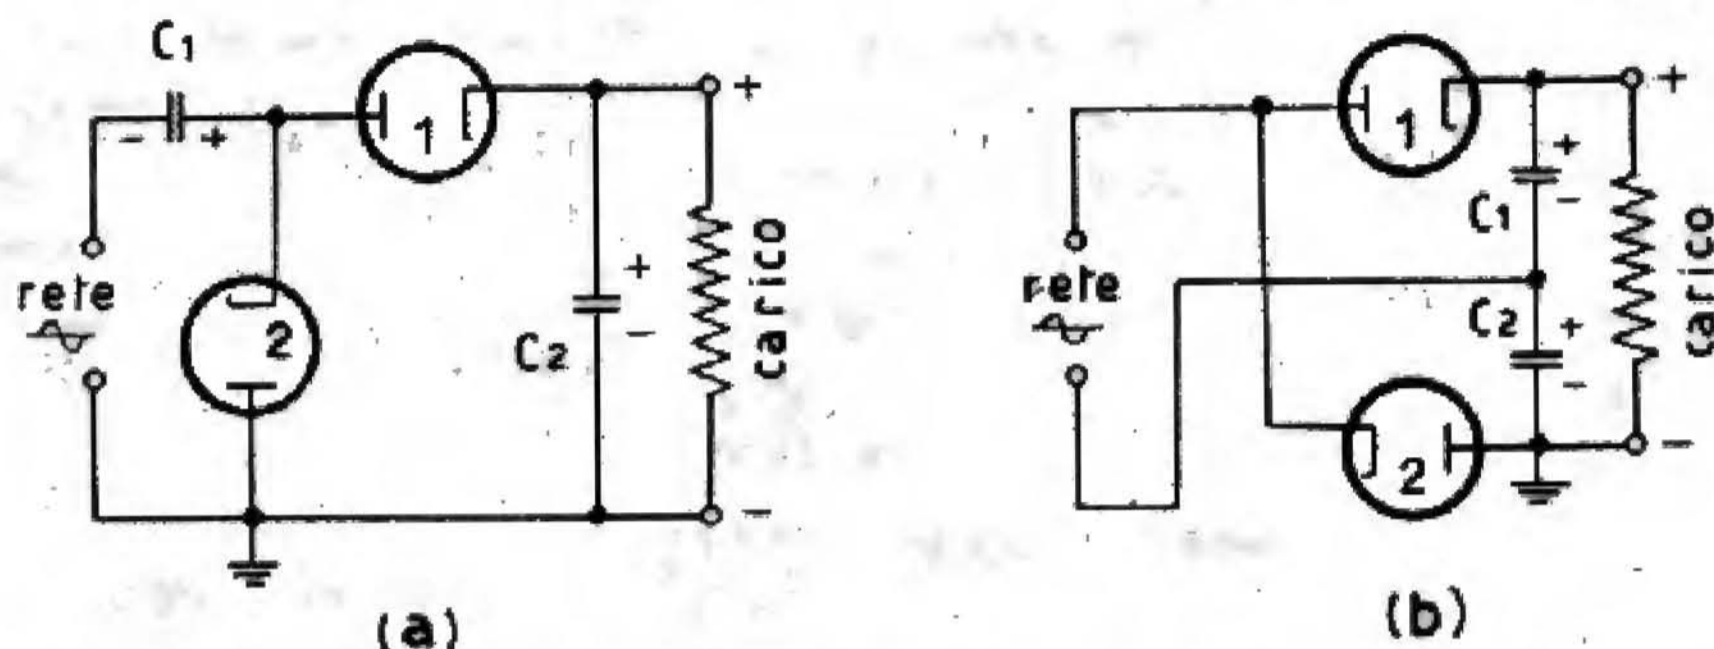 C1
- +
1
+
rete
2
C2
+
-
carico
-
(a)
1
+
C1
+
-
rete
C2
+
-
carico
2
-
(b)